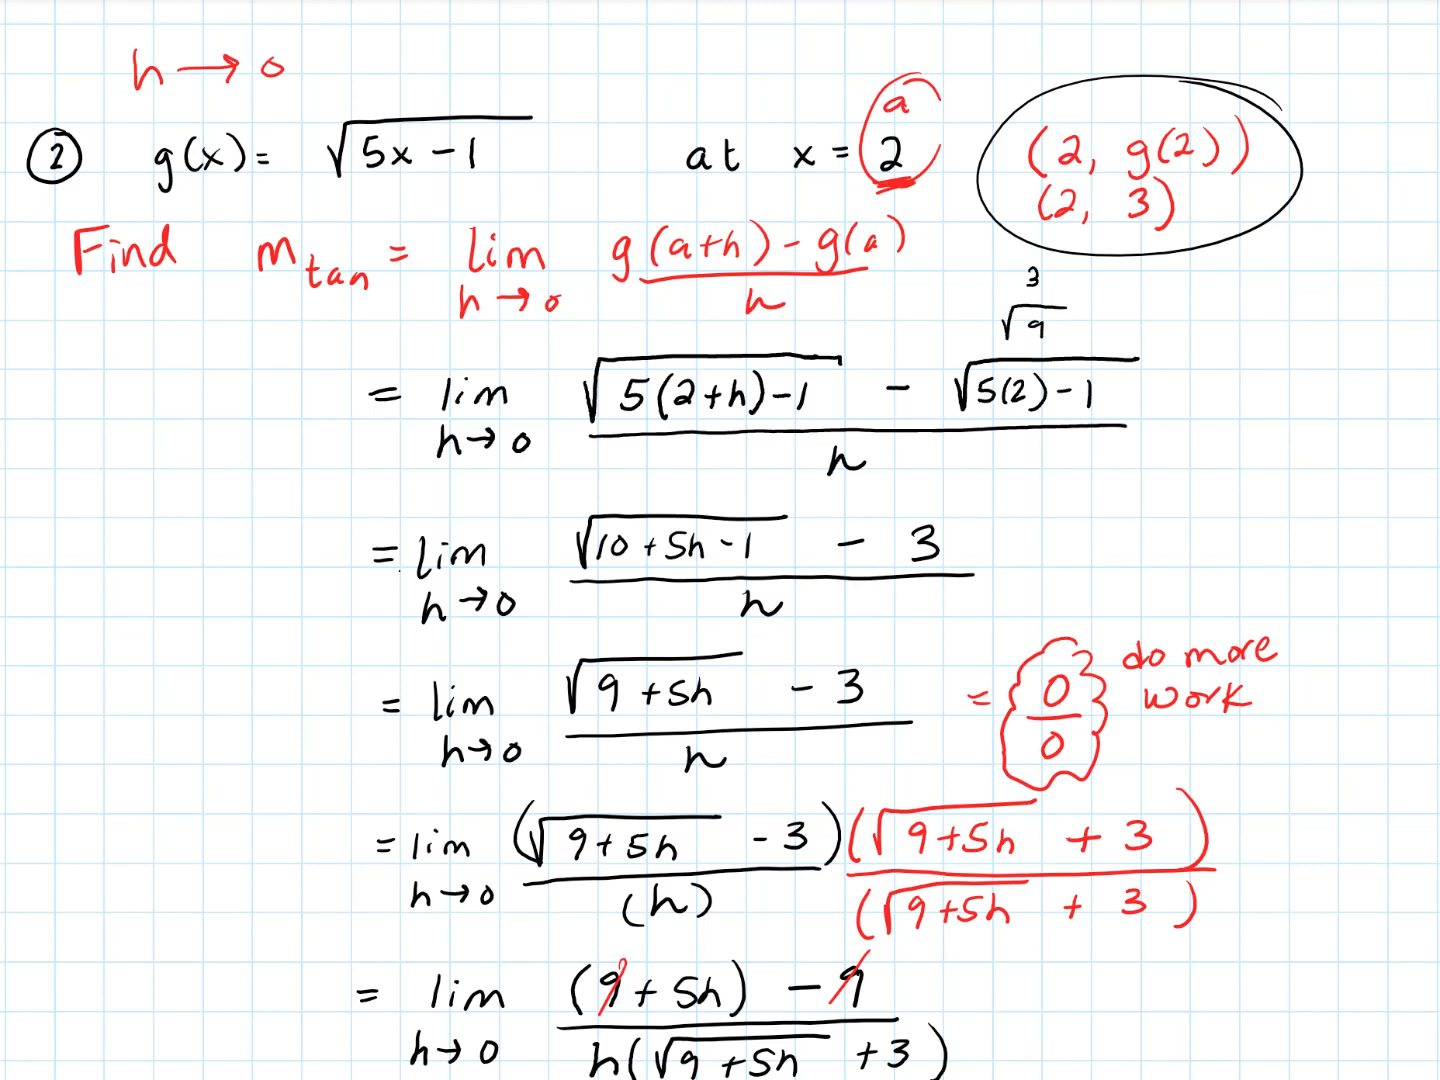 h → 0
② g(x) = √(5x − 1) at x = 2 a (2, g(2))
(2, 3)
Find m_tan = lim_{h→0} (g(a+h) − g(a)) / h
3
√9
= lim_{h→0} (√(5(2+h)−1) − √(5(2)−1)) / h
= lim_{h→0} (√(10+5h−1) − 3) / h
= lim_{h→0} (√(9+5h) − 3) / h = 0/0 do more work
= lim_{h→0} (√(9+5h) − 3)/(h) (√(9+5h) + 3)/(√(9+5h) + 3)
= lim_{h→0} ((9+5h) − 9) / h(√(9+5h) + 3)